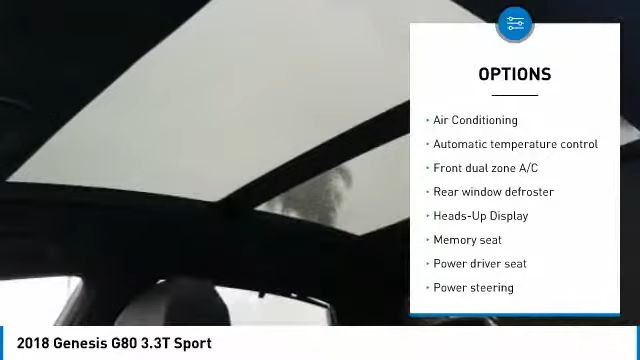 OPTIONS
Air Conditioning
Automatic temperature control
Front dual zone A/C
Rear window defroster
Heads-Up Display
Memory seat
Power driver seat
Power steering
2018 Genesis G80 3.3T Sport